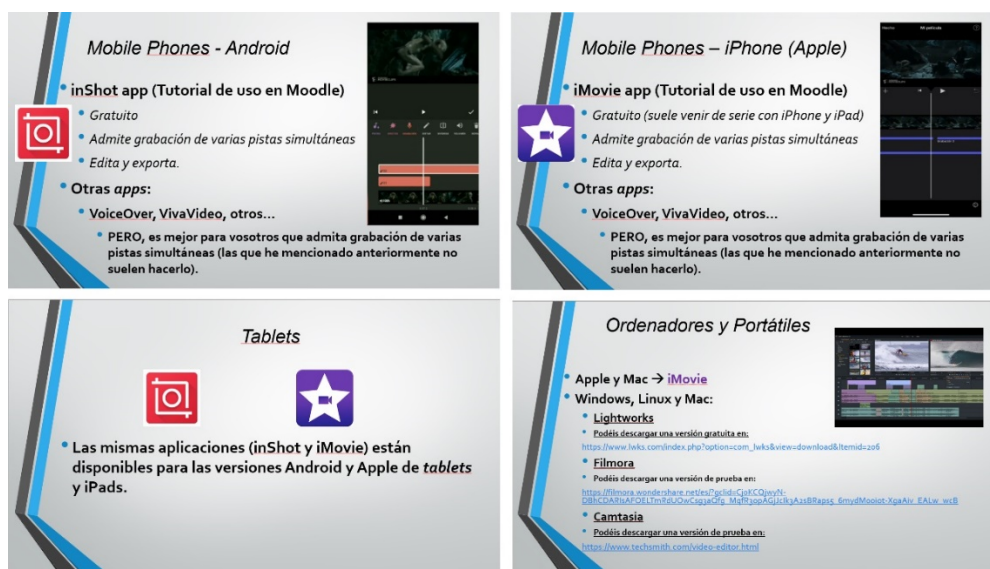 Mobile Phones - Android
inShot app (Tutorial de uso en Moodle)
Gratuito
Admite grabación de varias pistas simultáneas
Edita y exporta.
Otras apps:
VoiceOver, VivaVideo, otros...
PERO, es mejor para vosotros que admita grabación de varias
pistas simultáneas (las que he mencionado anteriormente no
suelen hacerlo).
Mobile Phones – iPhone (Apple)
iMovie app (Tutorial de uso en Moodle)
Gratuito (suele venir de serie con iPhone y iPad)
Admite grabación de varias pistas simultáneas
Edita y exporta.
Otras apps:
VoiceOver, VivaVideo, otros...
PERO, es mejor para vosotros que admita grabación de varias
pistas simultáneas (las que he mencionado anteriormente no
suelen hacerlo).
Mi película
Tablets
Las mismas aplicaciones (inShot y iMovie) están
disponibles para las versiones Android y Apple de tablets
y iPads.
Ordenadores y Portátiles
Apple y Mac → iMovie
Windows, Linux y Mac:
Lightworks
Podéis descargar una versión gratuita en:
https://www.lwks.com/index.php?option=com_lwks&view=download&Itemid=206
Filmora
Podéis descargar una versión de prueba en:
Camtasia
Podéis descargar una versión de prueba en:
https://www.techsmith.com/video-editor.html